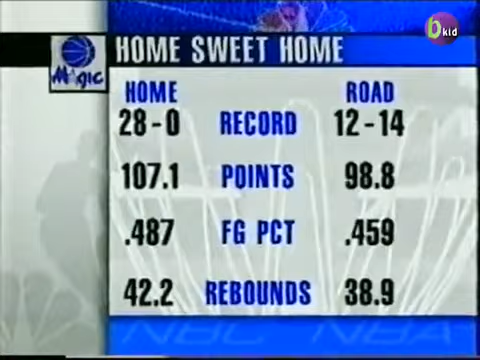 b kid
Magic
HOME SWEET HOME
HOME ROAD
28-0 RECORD 12-14
107.1 POINTS 98.8
.487 FG PCT .459
42.2 REBOUNDS 38.9
NBC NBA